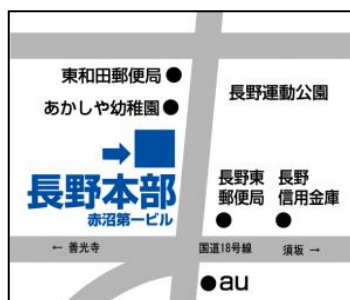 東和田郵便局
あかしや幼稚園
長野運動公園
長野本部
赤沼第一ビル
長野東
郵便局
長野
信用金庫
← 善光寺
国道18号線
須坂 →
au